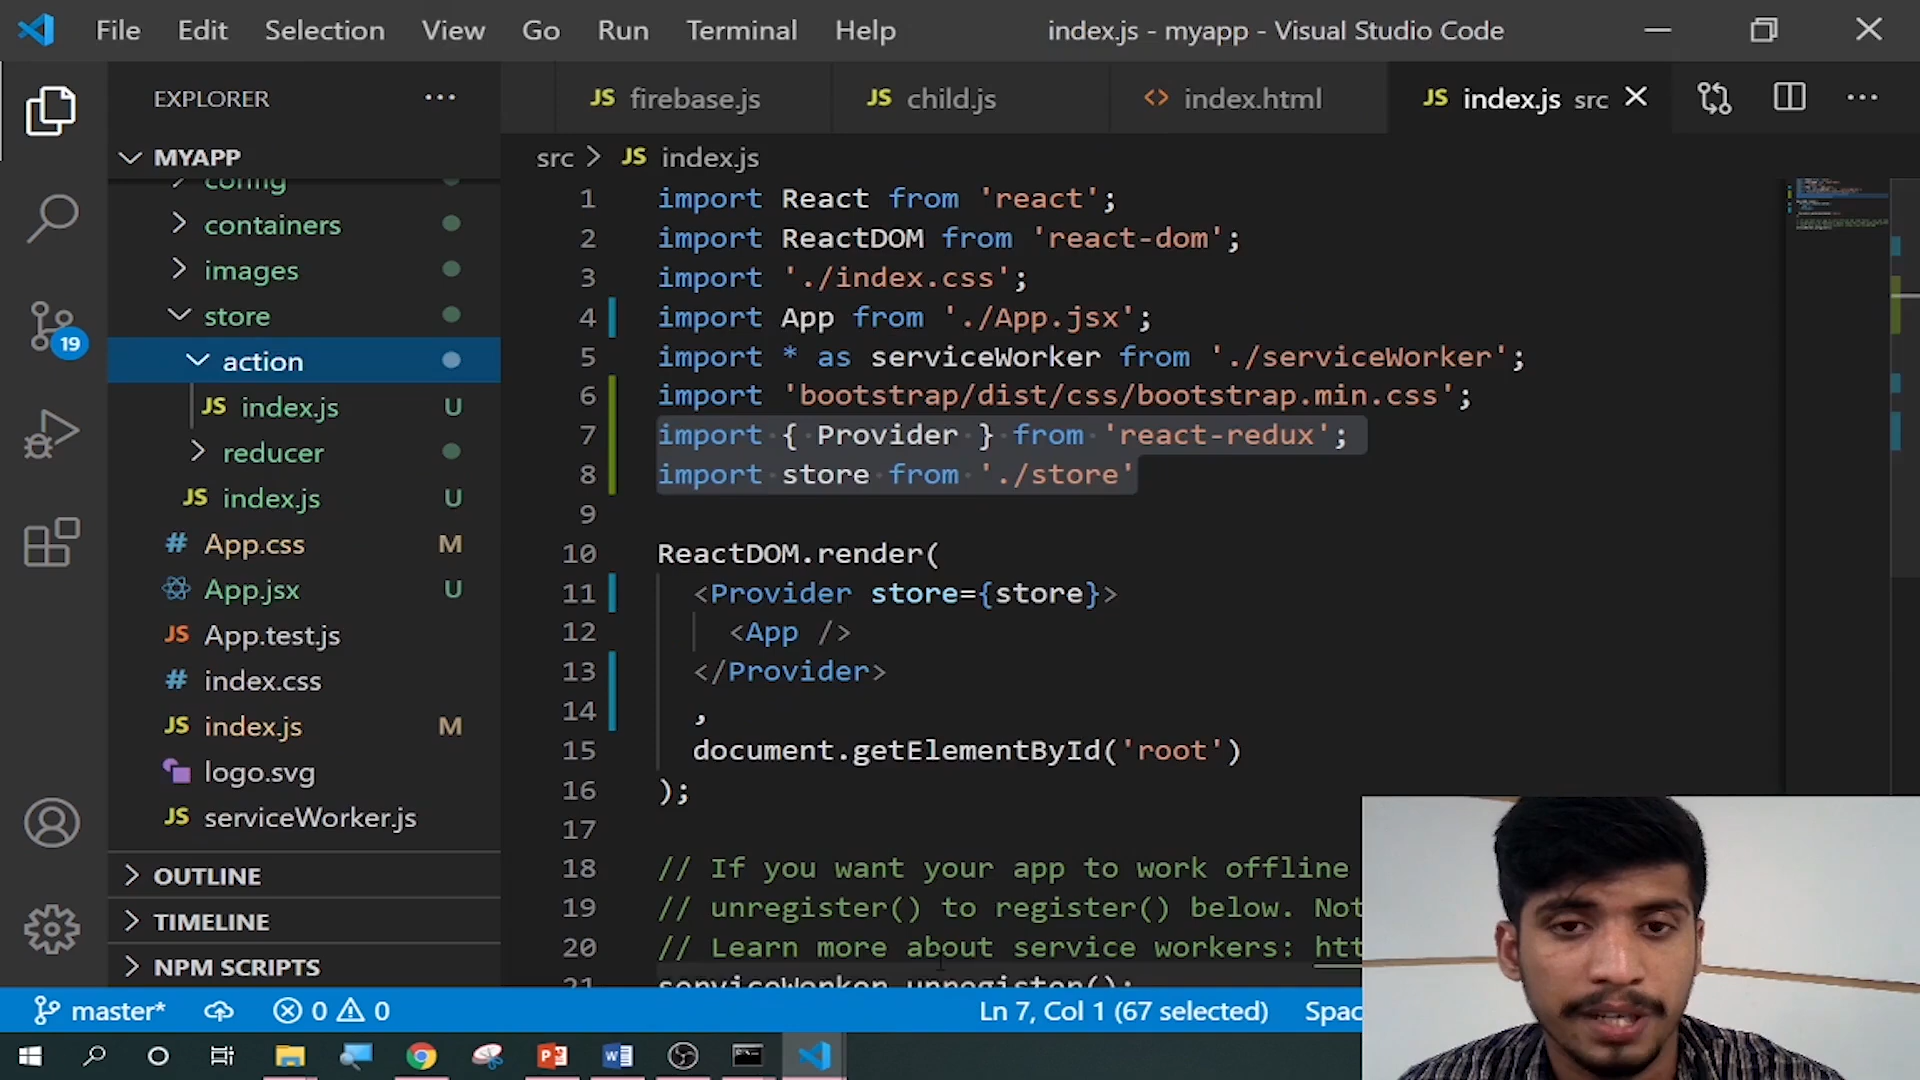 File Edit Selection View Go Run Terminal Help index.js - myapp - Visual Studio Code
EXPLORER
JS firebase.js
JS child.js
<> index.html
JS index.js src
MYAPP
src > JS index.js
config
containers
images
store
action
JS index.js U
reducer
JS index.js U
# App.css M
App.jsx U
JS App.test.js
# index.css
JS index.js M
logo.svg
JS serviceWorker.js
OUTLINE
TIMELINE
NPM SCRIPTS
19
1 import React from 'react';
2 import ReactDOM from 'react-dom';
3 import './index.css';
4 import App from './App.jsx';
5 import * as serviceWorker from './serviceWorker';
6 import 'bootstrap/dist/css/bootstrap.min.css';
7 import { Provider } from 'react-redux';
8 import store from './store'
9
10 ReactDOM.render(
11 <Provider store={store}>
12 <App />
13 </Provider>
14 ,
15 document.getElementById('root')
16 );
17
18 // If you want your app to work offline
19 // unregister() to register() below. Not
20 // Learn more about service workers: htt
21 serviceWorker.unregister();
master* 0 0 Ln 7, Col 1 (67 selected) Spac